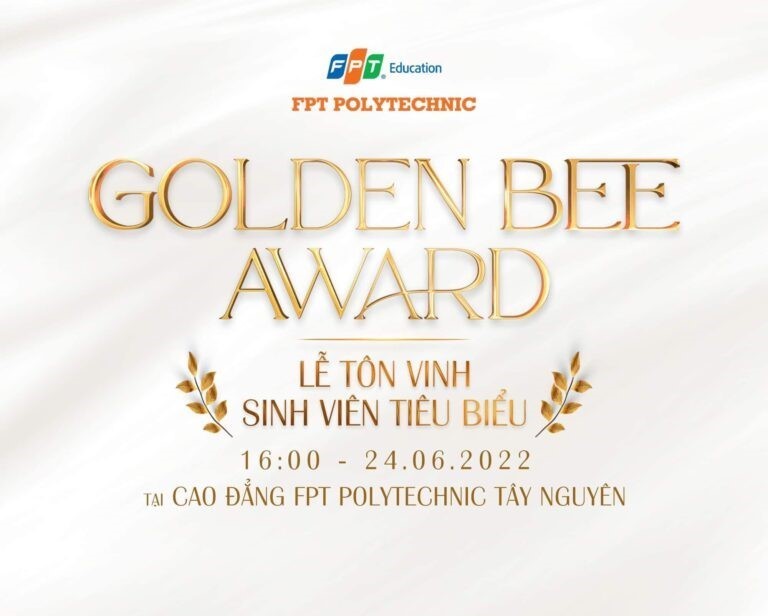 FPT Education
FPT POLYTECHNIC
GOLDEN BEE
AWARD
LỄ TÔN VINH
SINH VIÊN TIÊU BIỂU
16:00 - 24.06.2022
TẠI CAO ĐẲNG FPT POLYTECHNIC TÂY NGUYÊN